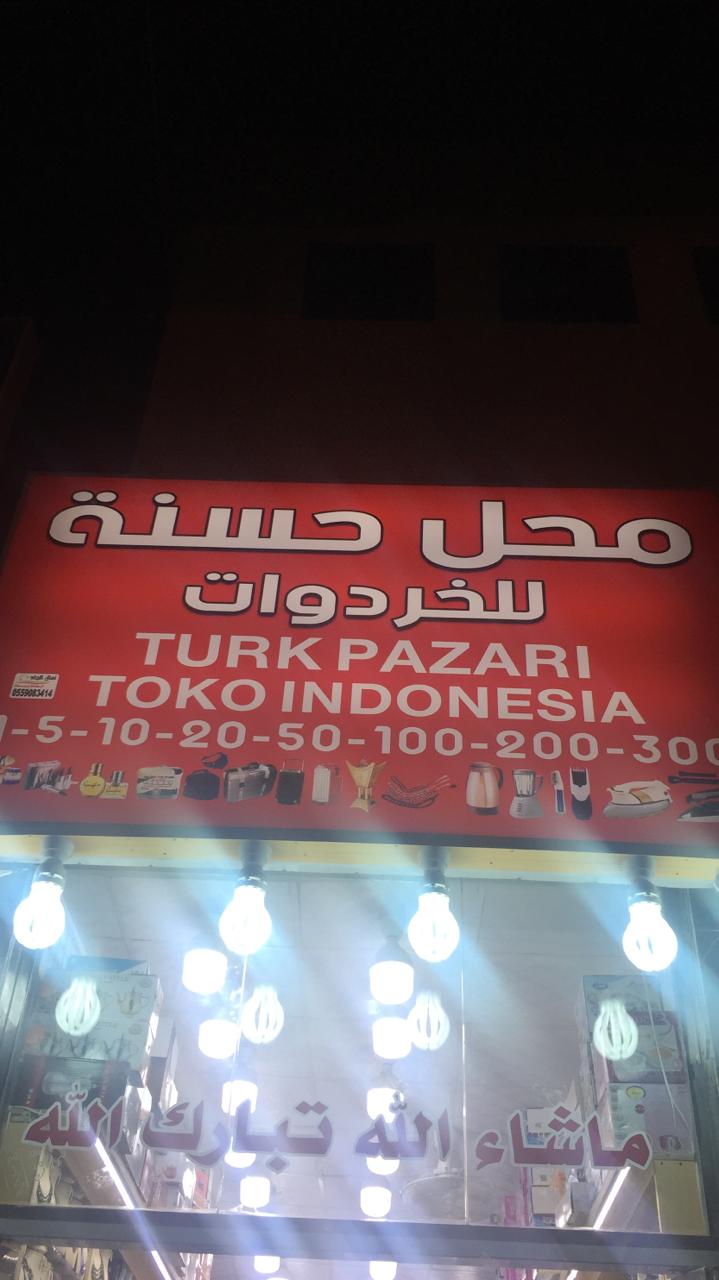 محل حسنة
للخردوات
TURK PAZARI
TOKO INDONESIA
0559083414
1-5-10-20-50-100-200-300
ماشاء الله تبارك الله